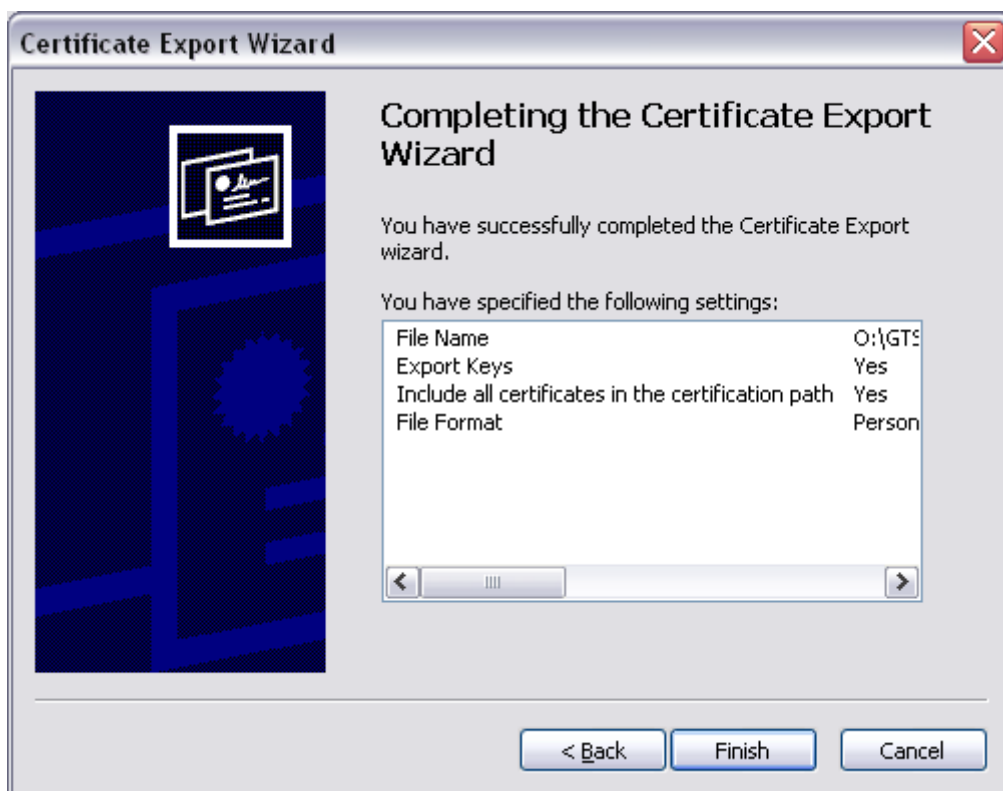 Certificate Export Wizard
Completing the Certificate Export
Wizard
You have successfully completed the Certificate Export
wizard.
You have specified the following settings:
File Name O:\GTS
Export Keys Yes
Include all certificates in the certification path Yes
File Format Person
< Back Finish Cancel